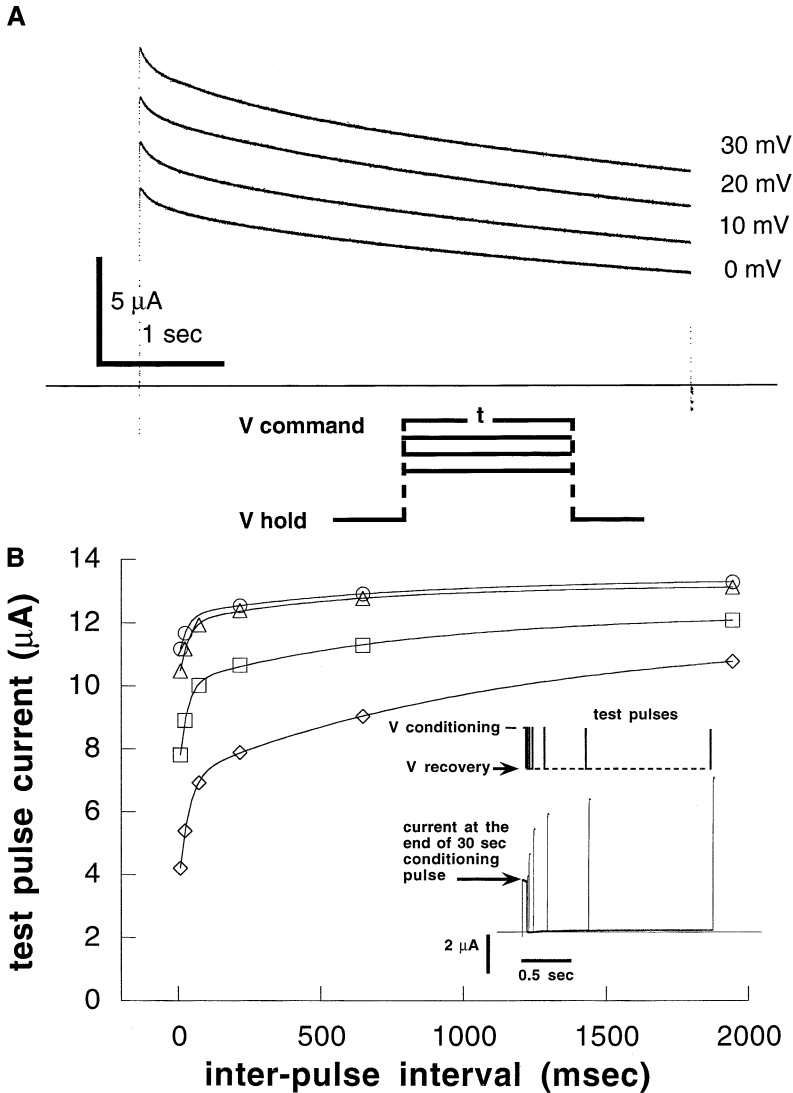 A
30 mV
20 mV
10 mV
0 mV
5 μA
1 sec
V command
t
V hold
B
test pulse current (μA)
14
12
10
8
6
4
2
0
V conditioning
test pulses
V recovery
current at the
end of 30 sec
conditioning
pulse
2 μA
0.5 sec
0
500
1000
1500
2000
inter-pulse interval (msec)